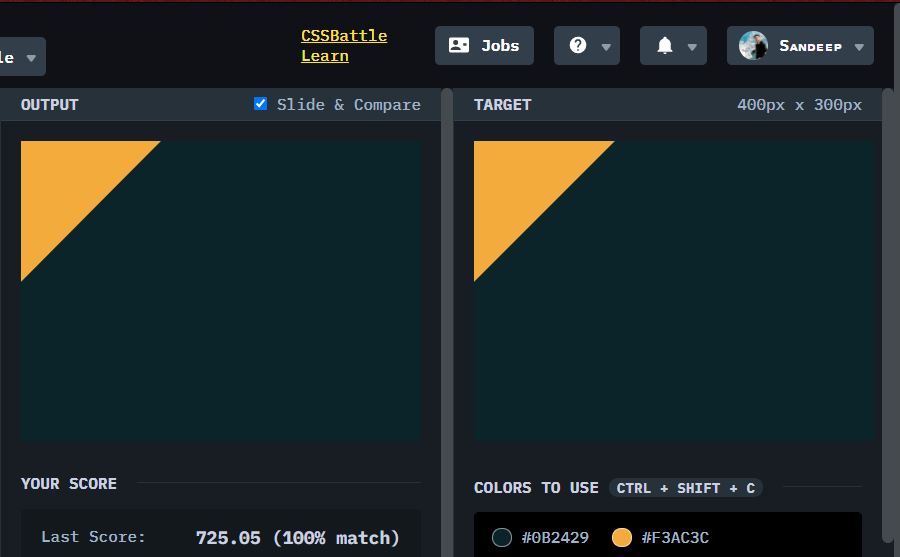 le
CSSBattle
Learn
Jobs
Sandeep
OUTPUT
Slide & Compare
TARGET
400px x 300px
YOUR SCORE
COLORS TO USE
CTRL + SHIFT + C
Last Score:
725.05 (100% match)
#0B2429
#F3AC3C